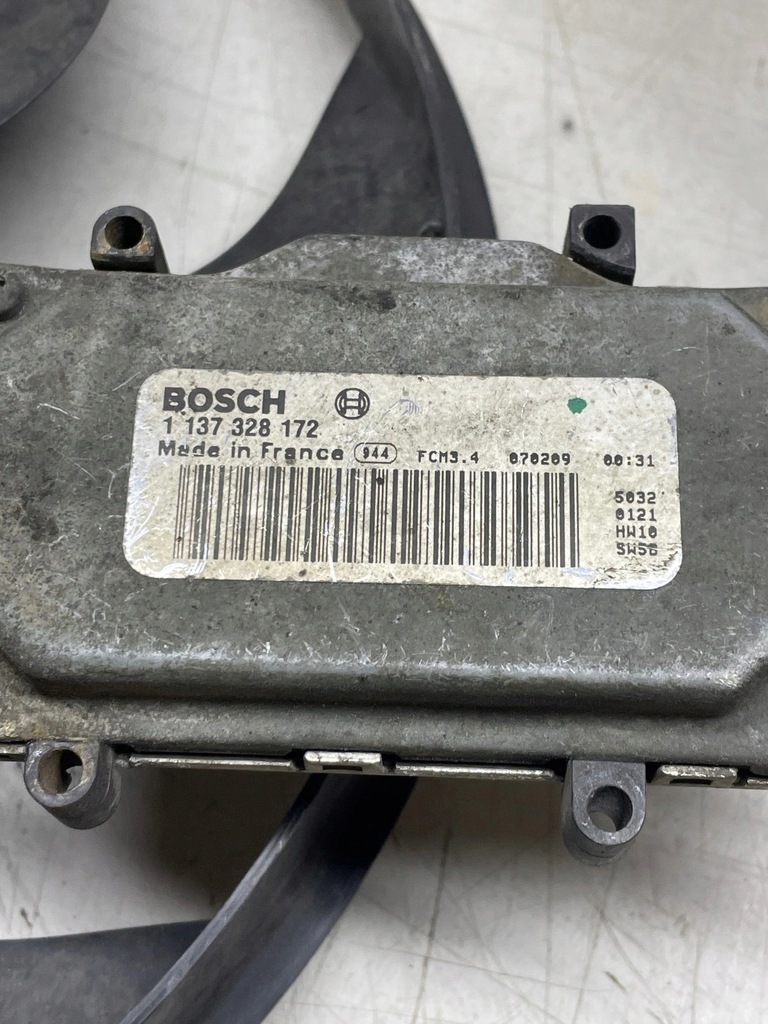 BOSCH
1 137 328 172
Made in France 944 FCM3.4 070209 00:31
5032
0121
HW10
SW56